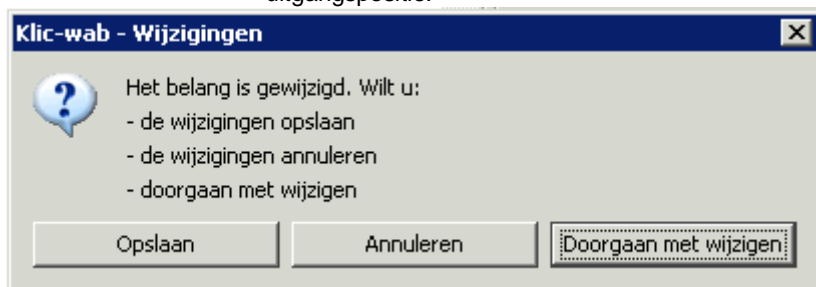 uitgangspositie.
Klic-wab - Wijzigingen
Het belang is gewijzigd. Wilt u:
- de wijzigingen opslaan
- de wijzigingen annuleren
- doorgaan met wijzigen
Opslaan Annuleren Doorgaan met wijzigen